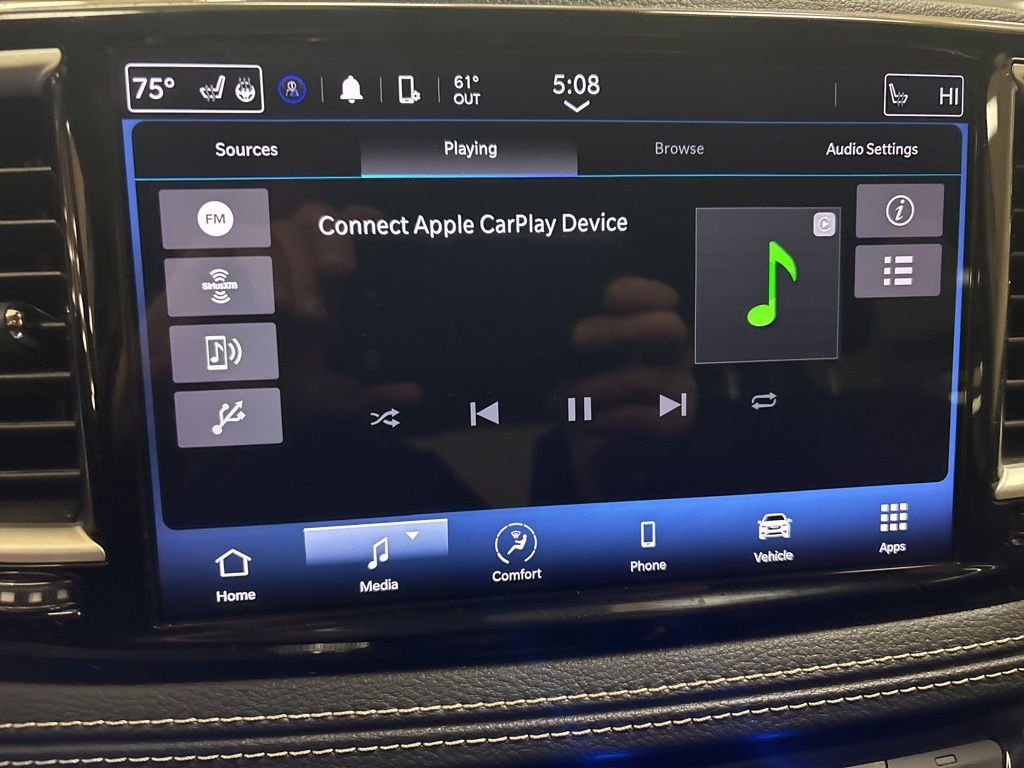 75°
61°
OUT
5:08
HI
Sources
Playing
Browse
Audio Settings
FM
SiriusXM
Connect Apple CarPlay Device
Home
Media
Comfort
Phone
Vehicle
Apps